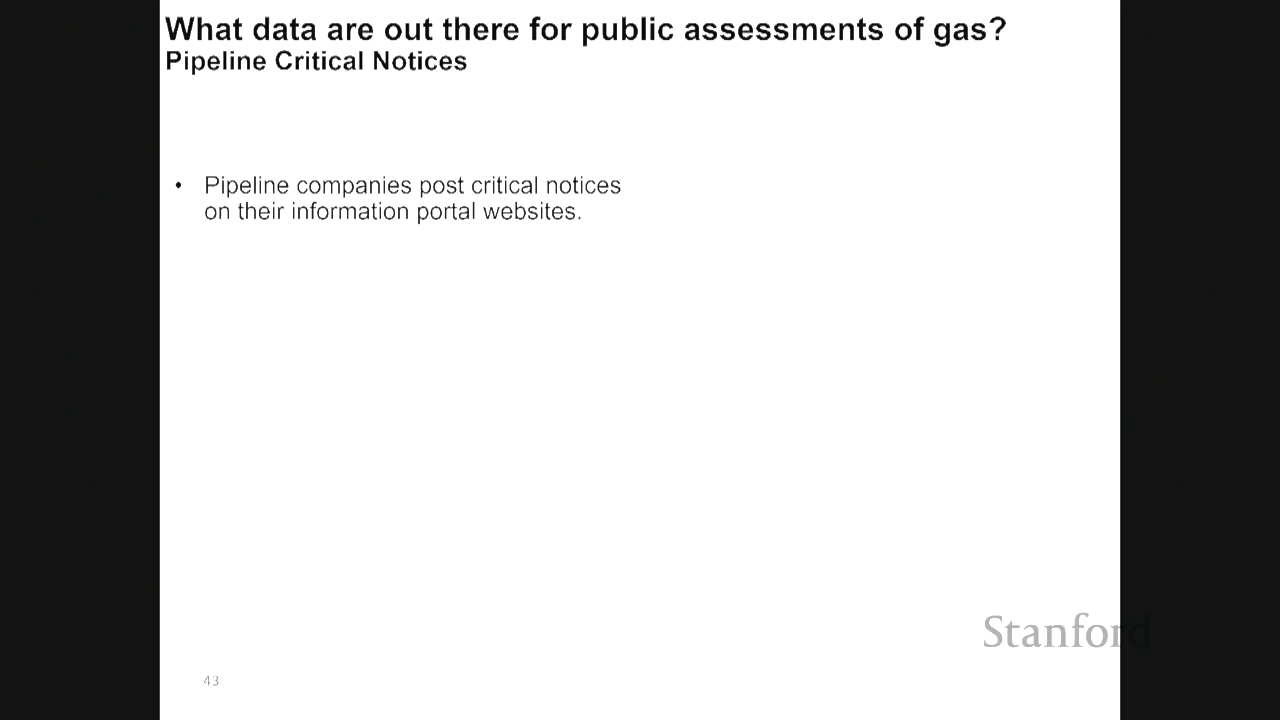 What data are out there for public assessments of gas?
Pipeline Critical Notices
• Pipeline companies post critical notices
on their information portal websites.
Stanford
43